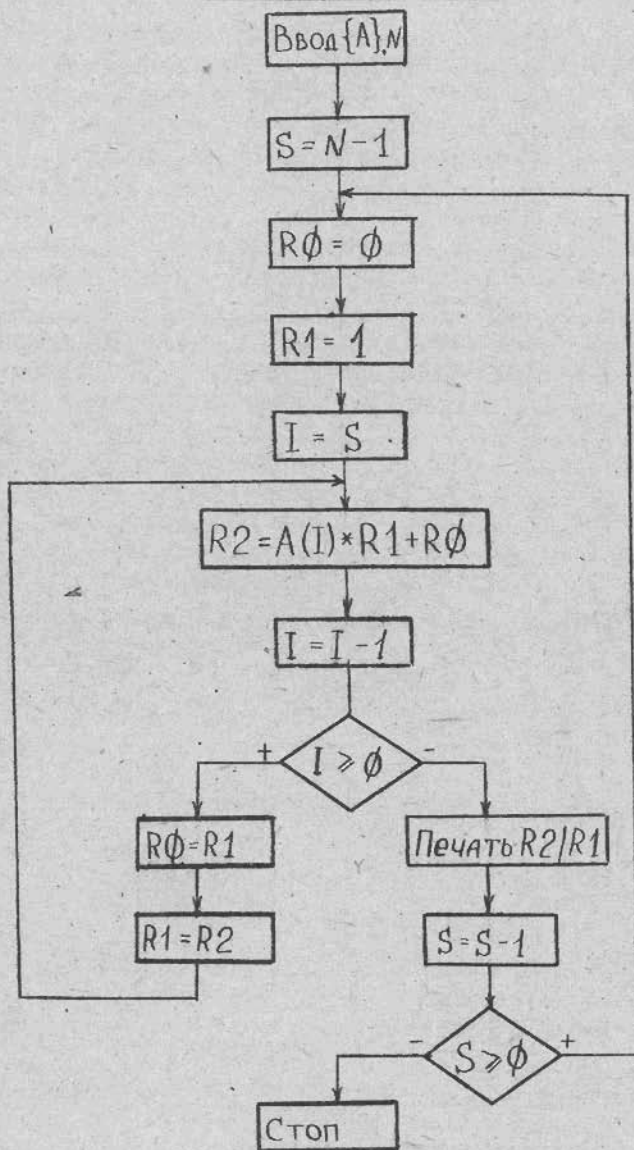 Ввод{A},N
S = N - 1
RØ = Ø
R1 = 1
I = S
R2 = A(I) * R1 + RØ
I = I - 1
I ⩾ Ø
+
-
RØ = R1
R1 = R2
Печать R2/R1
S = S - 1
S ⩾ Ø
-
+
Стоп